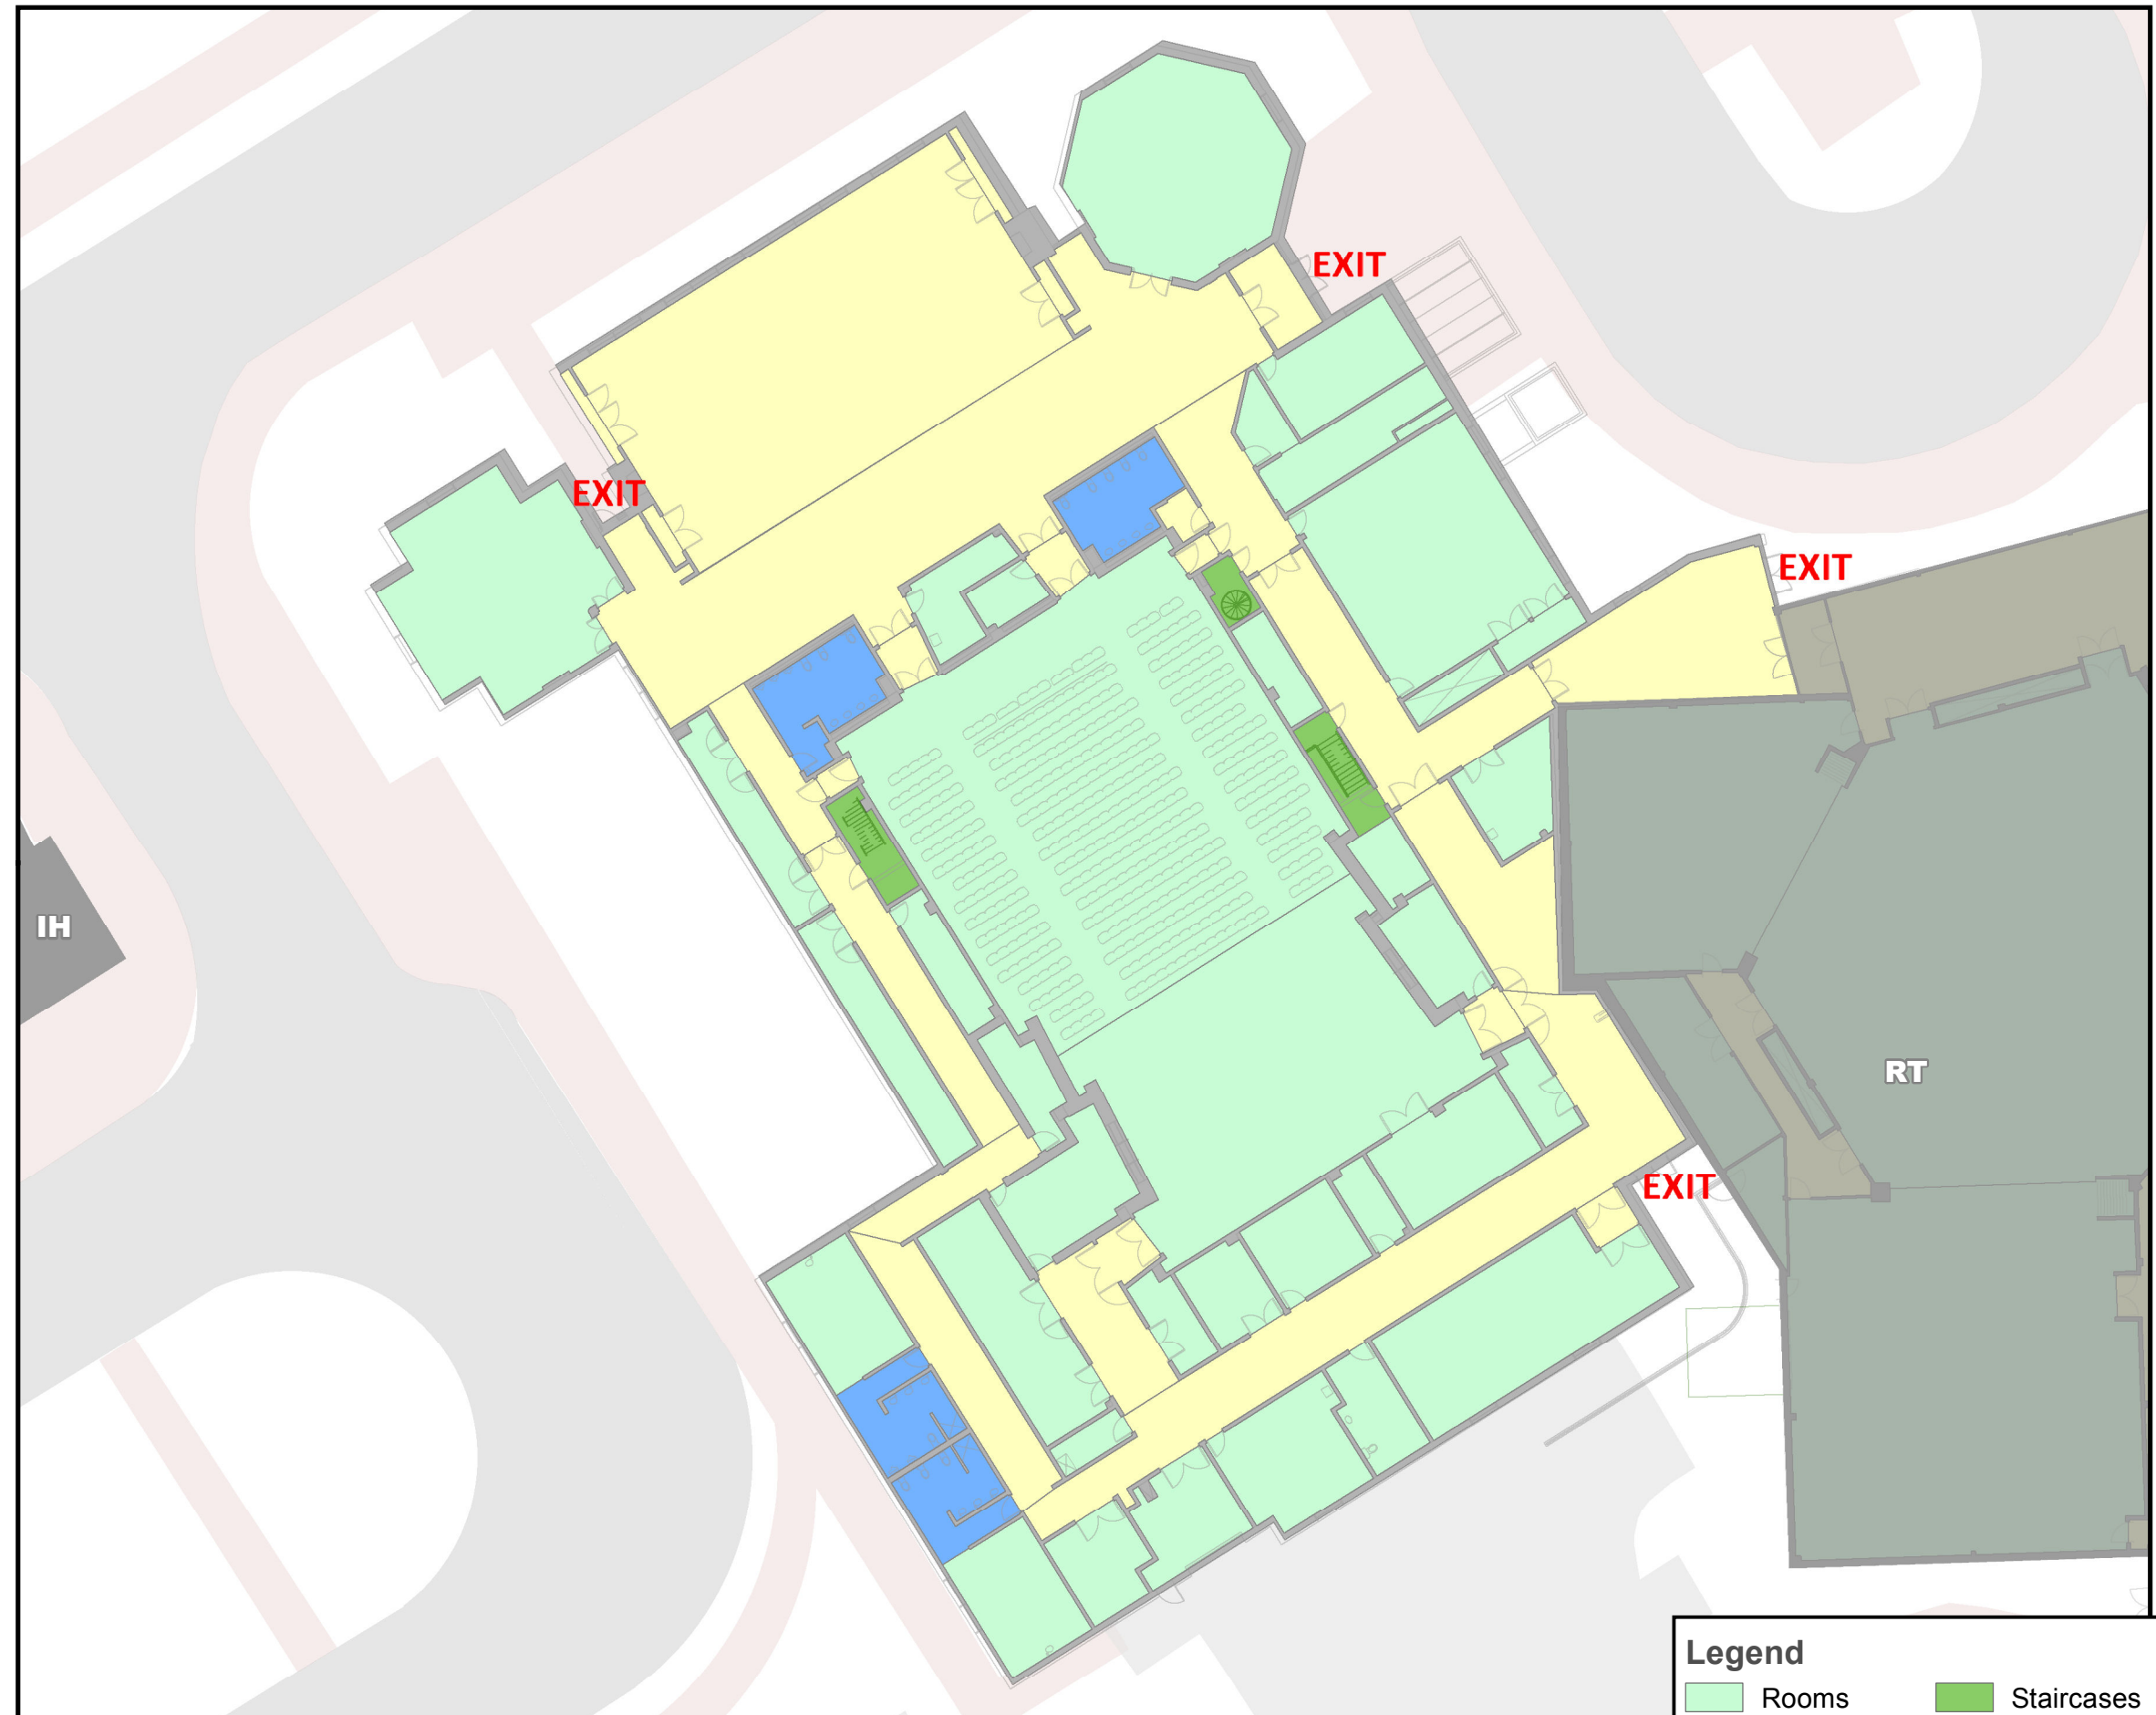 EXIT
EXIT
EXIT
IH
RT
EXIT
Legend
Rooms
Staircases